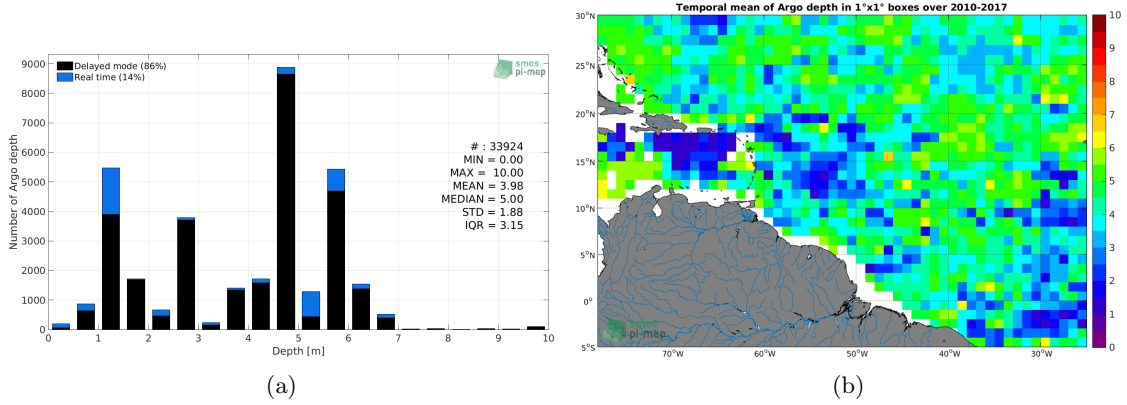 Delayed mode (86%)
Real time (14%)
smos
pi-mep
9000
8000
7000
6000
5000
4000
3000
2000
1000
0
Number of Argo depth
# : 33924
MIN = 0.00
MAX = 10.00
MEAN = 3.98
MEDIAN = 5.00
STD = 1.88
IQR = 3.15
0 1 2 3 4 5 6 7 8 9 10
Depth [m]
(a)
Temporal mean of Argo depth in 1°x1° boxes over 2010-2017
30°N
25°N
20°N
15°N
10°N
5°N
0°
5°S
70°W 60°W 50°W 40°W 30°W
smos
pi-mep
10
9
8
7
6
5
4
3
2
1
0
(b)